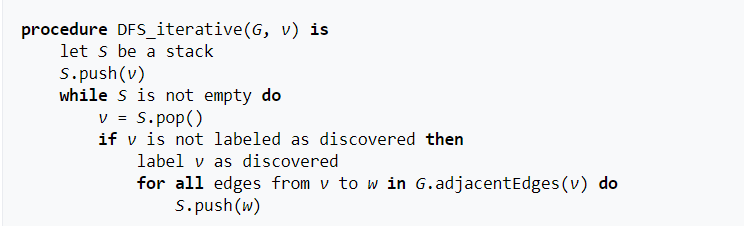 procedure DFS_iterative(G, v) is
    let S be a stack
    S.push(v)
    while S is not empty do
        v = S.pop()
        if v is not labeled as discovered then
            label v as discovered
            for all edges from v to w in G.adjacentEdges(v) do
                S.push(w)